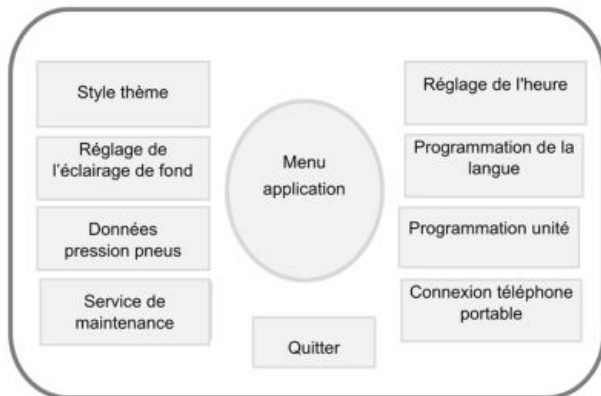 Style thème
Réglage de
l'éclairage de fond
Données
pression pneus
Service de
maintenance
Menu
application
Quitter
Réglage de l'heure
Programmation de la
langue
Programmation unité
Connexion téléphone
portable